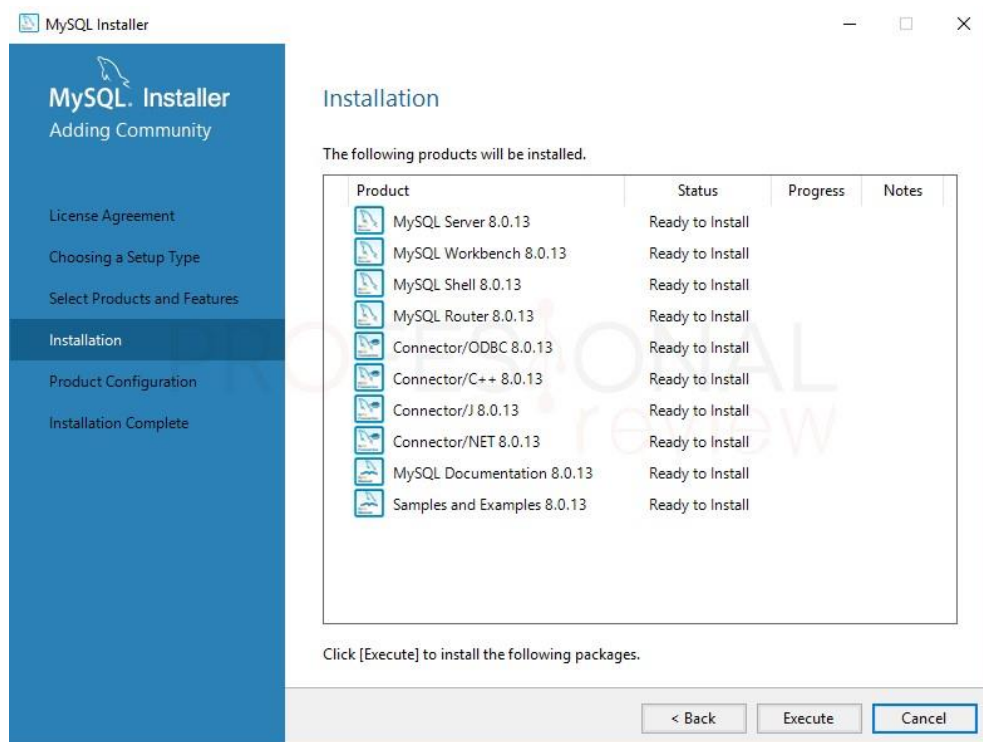 MySQL Installer
MySQL. Installer
Adding Community
License Agreement
Choosing a Setup Type
Select Products and Features
Installation
Product Configuration
Installation Complete
Installation
The following products will be installed.
Product Status Progress Notes
MySQL Server 8.0.13 Ready to Install
MySQL Workbench 8.0.13 Ready to Install
MySQL Shell 8.0.13 Ready to Install
MySQL Router 8.0.13 Ready to Install
Connector/ODBC 8.0.13 Ready to Install
Connector/C++ 8.0.13 Ready to Install
Connector/J 8.0.13 Ready to Install
Connector/NET 8.0.13 Ready to Install
MySQL Documentation 8.0.13 Ready to Install
Samples and Examples 8.0.13 Ready to Install
PROFESIONAL
review
Click [Execute] to install the following packages.
< Back Execute Cancel